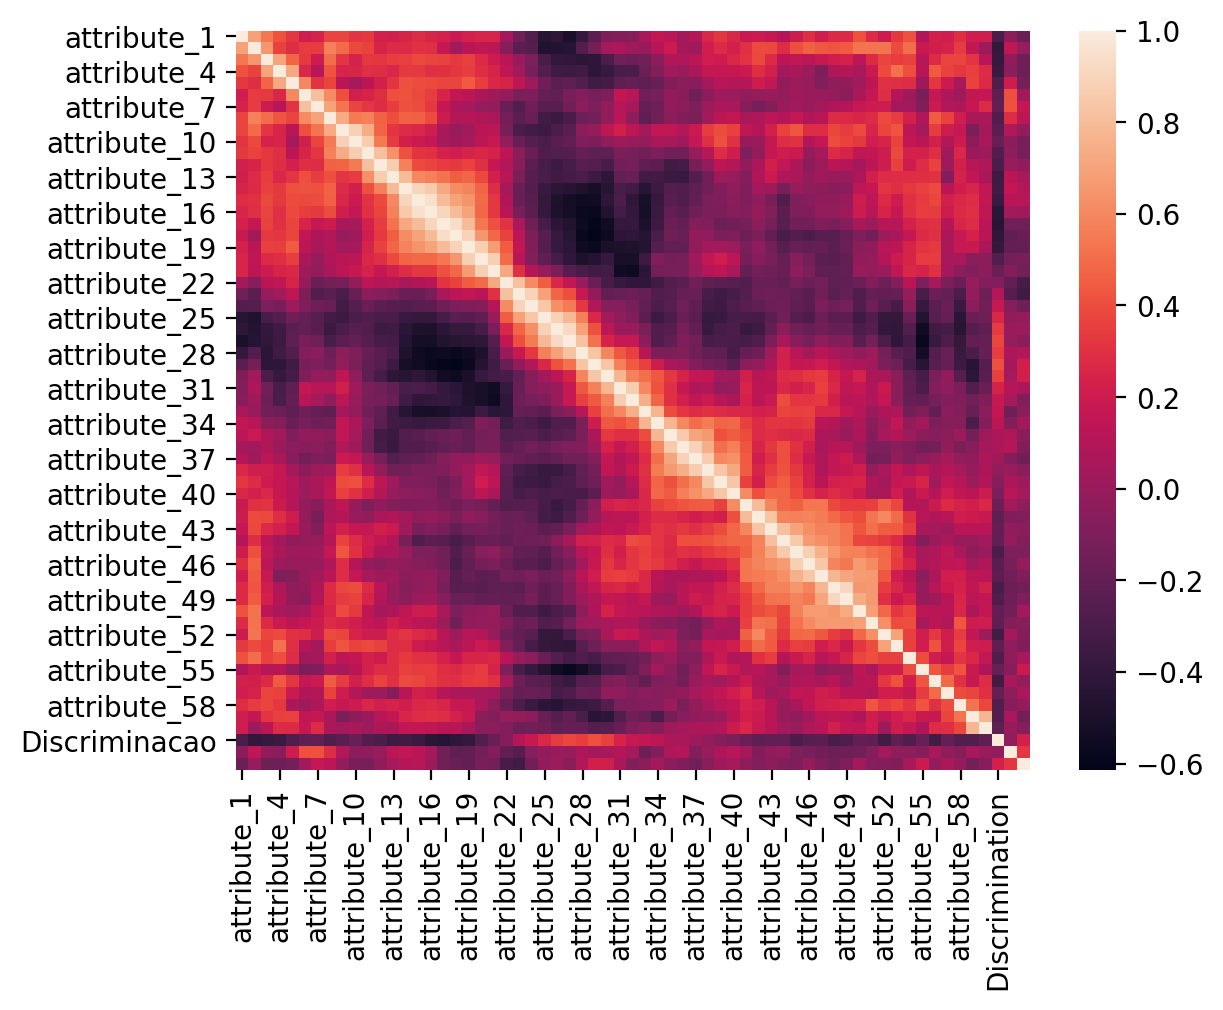 attribute_1
attribute_4
attribute_7
attribute_10
attribute_13
attribute_16
attribute_19
attribute_22
attribute_25
attribute_28
attribute_31
attribute_34
attribute_37
attribute_40
attribute_43
attribute_46
attribute_49
attribute_52
attribute_55
attribute_58
Discriminacao
attribute_1
attribute_4
attribute_7
attribute_10
attribute_13
attribute_16
attribute_19
attribute_22
attribute_25
attribute_28
attribute_31
attribute_34
attribute_37
attribute_40
attribute_43
attribute_46
attribute_49
attribute_52
attribute_55
attribute_58
Discrimination
1.0
0.8
0.6
0.4
0.2
0.0
−0.2
−0.4
−0.6